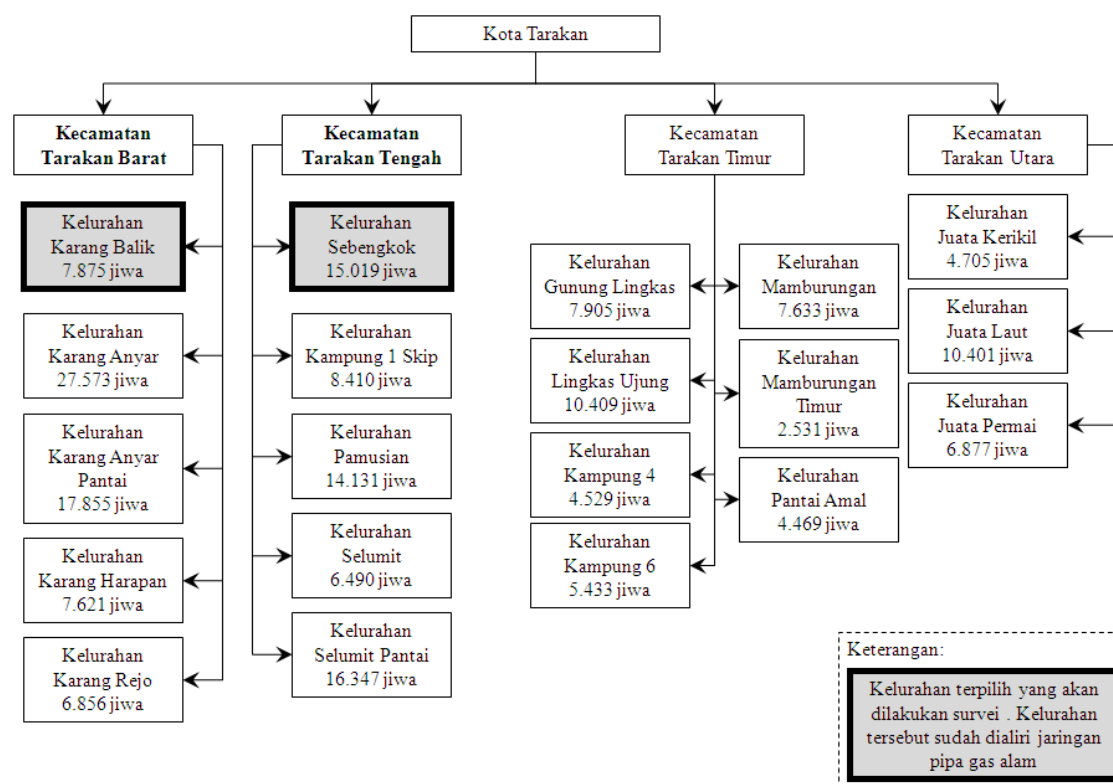 Kota Tarakan
Kecamatan
Tarakan Barat
Kelurahan
Karang Balik
7.875 jiwa
Kelurahan
Karang Anyar
27.573 jiwa
Kelurahan
Karang Anyar
Pantai
17.855 jiwa
Kelurahan
Karang Harapan
7.621 jiwa
Kelurahan
Karang Rejo
6.856 jiwa
Kecamatan
Tarakan Tengah
Kelurahan
Sebengkok
15.019 jiwa
Kelurahan
Kampung 1 Skip
8.410 jiwa
Kelurahan
Pamusian
14.131 jiwa
Kelurahan
Selumit
6.490 jiwa
Kelurahan
Selumit Pantai
16.347 jiwa
Kecamatan
Tarakan Timur
Kelurahan
Gunung Lingkas
7.905 jiwa
Kelurahan
Lingkas Ujung
10.409 jiwa
Kelurahan
Kampung 4
4.529 jiwa
Kelurahan
Kampung 6
5.433 jiwa
Kelurahan
Mamburungan
7.633 jiwa
Kelurahan
Mamburungan
Timur
2.531 jiwa
Kelurahan
Pantai Amal
4.469 jiwa
Kecamatan
Tarakan Utara
Kelurahan
Juata Kerikil
4.705 jiwa
Kelurahan
Juata Laut
10.401 jiwa
Kelurahan
Juata Permai
6.877 jiwa
Keterangan:
Kelurahan terpilih yang akan
dilakukan survei . Kelurahan
tersebut sudah dialiri jaringan
pipa gas alam